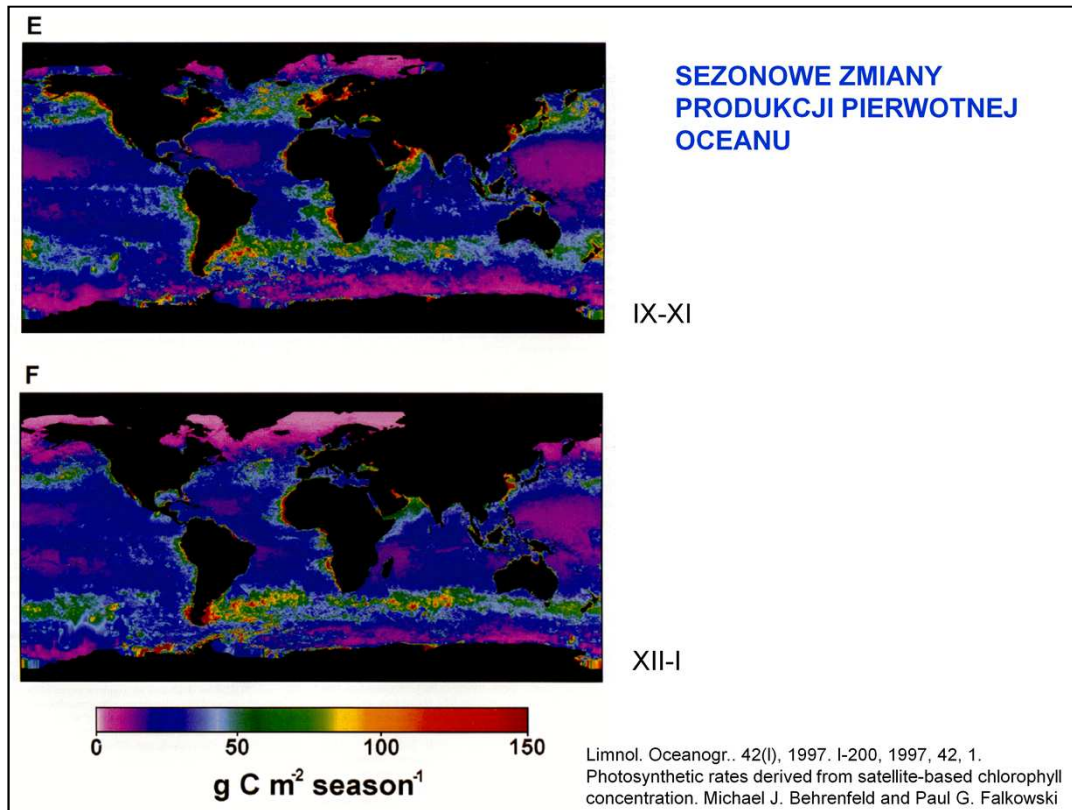 E
SEZONOWE ZMIANY
PRODUKCJI PIERWOTNEJ
OCEANU
IX-XI
F
XII-I
0 50 100 150
g C m⁻² season⁻¹
Limnol. Oceanogr.. 42(I), 1997. I-200, 1997, 42, 1.
Photosynthetic rates derived from satellite-based chlorophyll
concentration. Michael J. Behrenfeld and Paul G. Falkowski